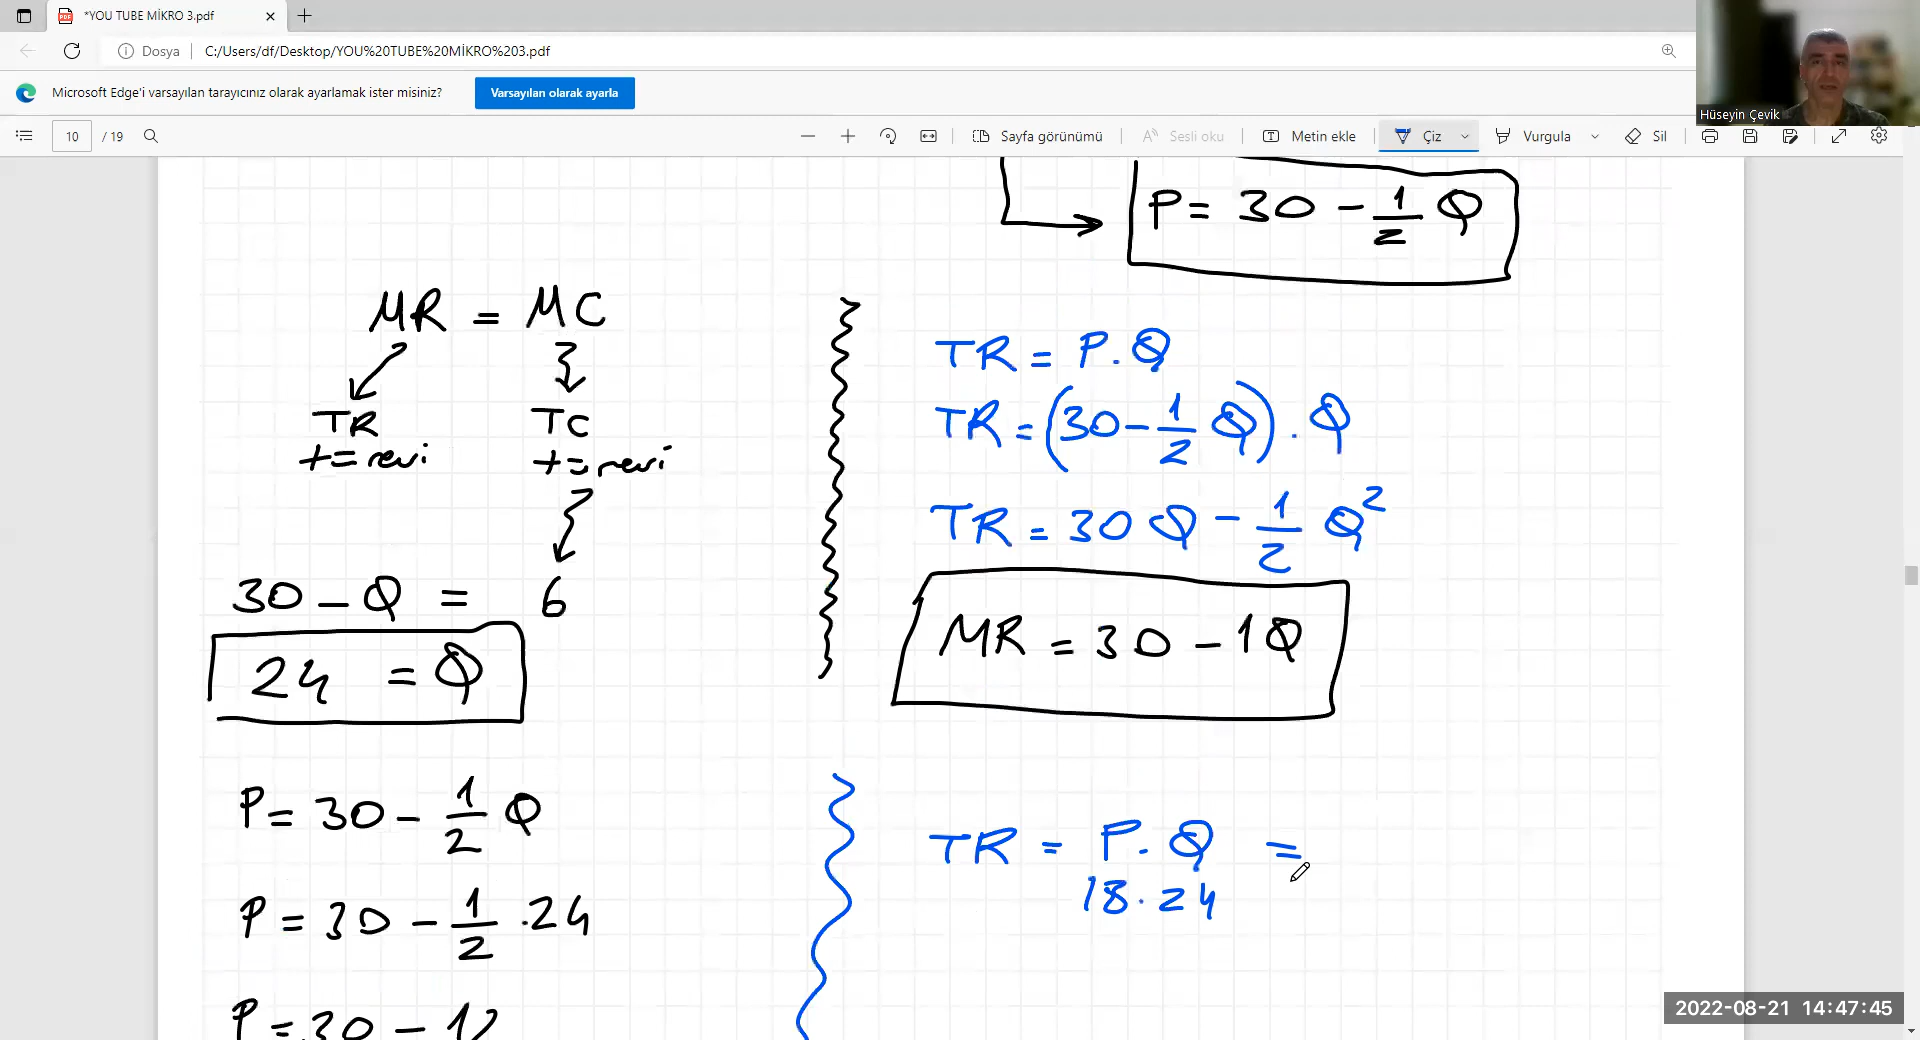 *YOU TUBE MİKRO 3.pdf
Dosya C:/Users/df/Desktop/YOU%20TUBE%20MİKRO%203.pdf
Microsoft Edge'i varsayılan tarayıcınız olarak ayarlamak ister misiniz? Varsayılan olarak ayarla
Hüseyin Çevik
10 / 19 Sayfa görünümü Sesli oku Metin ekle Çiz Vurgula Sil
P = 30 - 1/2 Q
MR = MC
TR TC
türevi türevi
30 - Q = 6
24 = Q
P = 30 - 1/2 Q
P = 30 - 1/2 .24
P = 30 - 12
TR = P.Q
TR = (30 - 1/2 Q) . Q
TR = 30 Q - 1/2 Q²
MR = 30 - 1Q
TR = P. Q =
18.24
2022-08-21 14:47:45